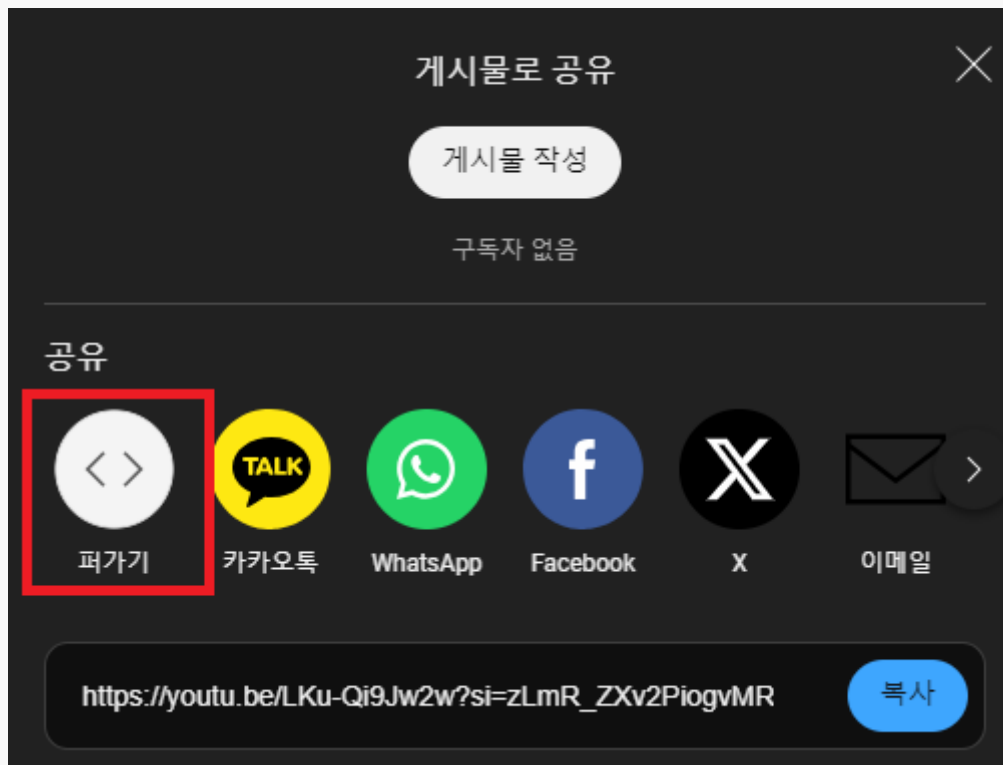 게시물로 공유
게시물 작성
구독자 없음
공유
TALK
퍼가기 카카오톡 WhatsApp Facebook X 이메일
https://youtu.be/LKu-Qi9Jw2w?si=zLmR_ZXv2PiogvMR 복사